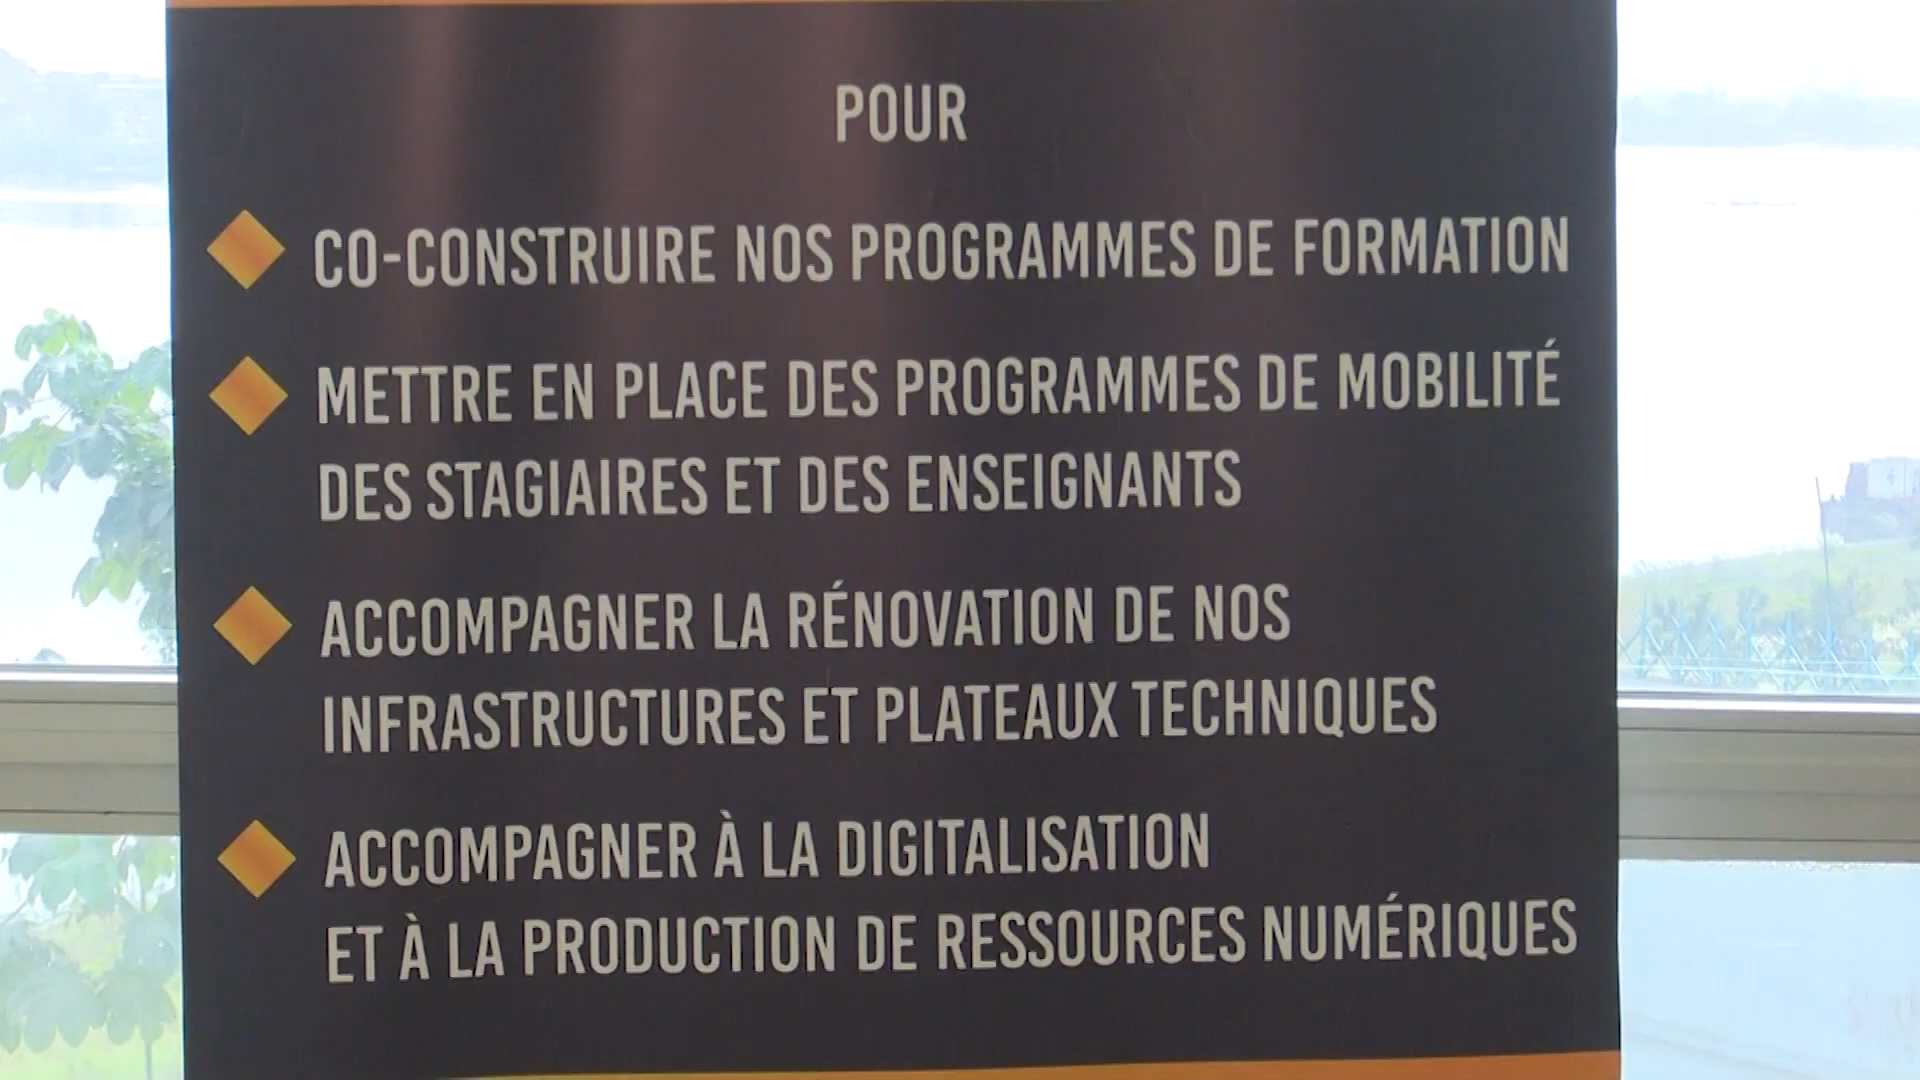 POUR
CO-CONSTRUIRE NOS PROGRAMMES DE FORMATION
METTRE EN PLACE DES PROGRAMMES DE MOBILITÉ
DES STAGIAIRES ET DES ENSEIGNANTS
ACCOMPAGNER LA RÉNOVATION DE NOS
INFRASTRUCTURES ET PLATEAUX TECHNIQUES
ACCOMPAGNER À LA DIGITALISATION
ET À LA PRODUCTION DE RESSOURCES NUMÉRIQUES